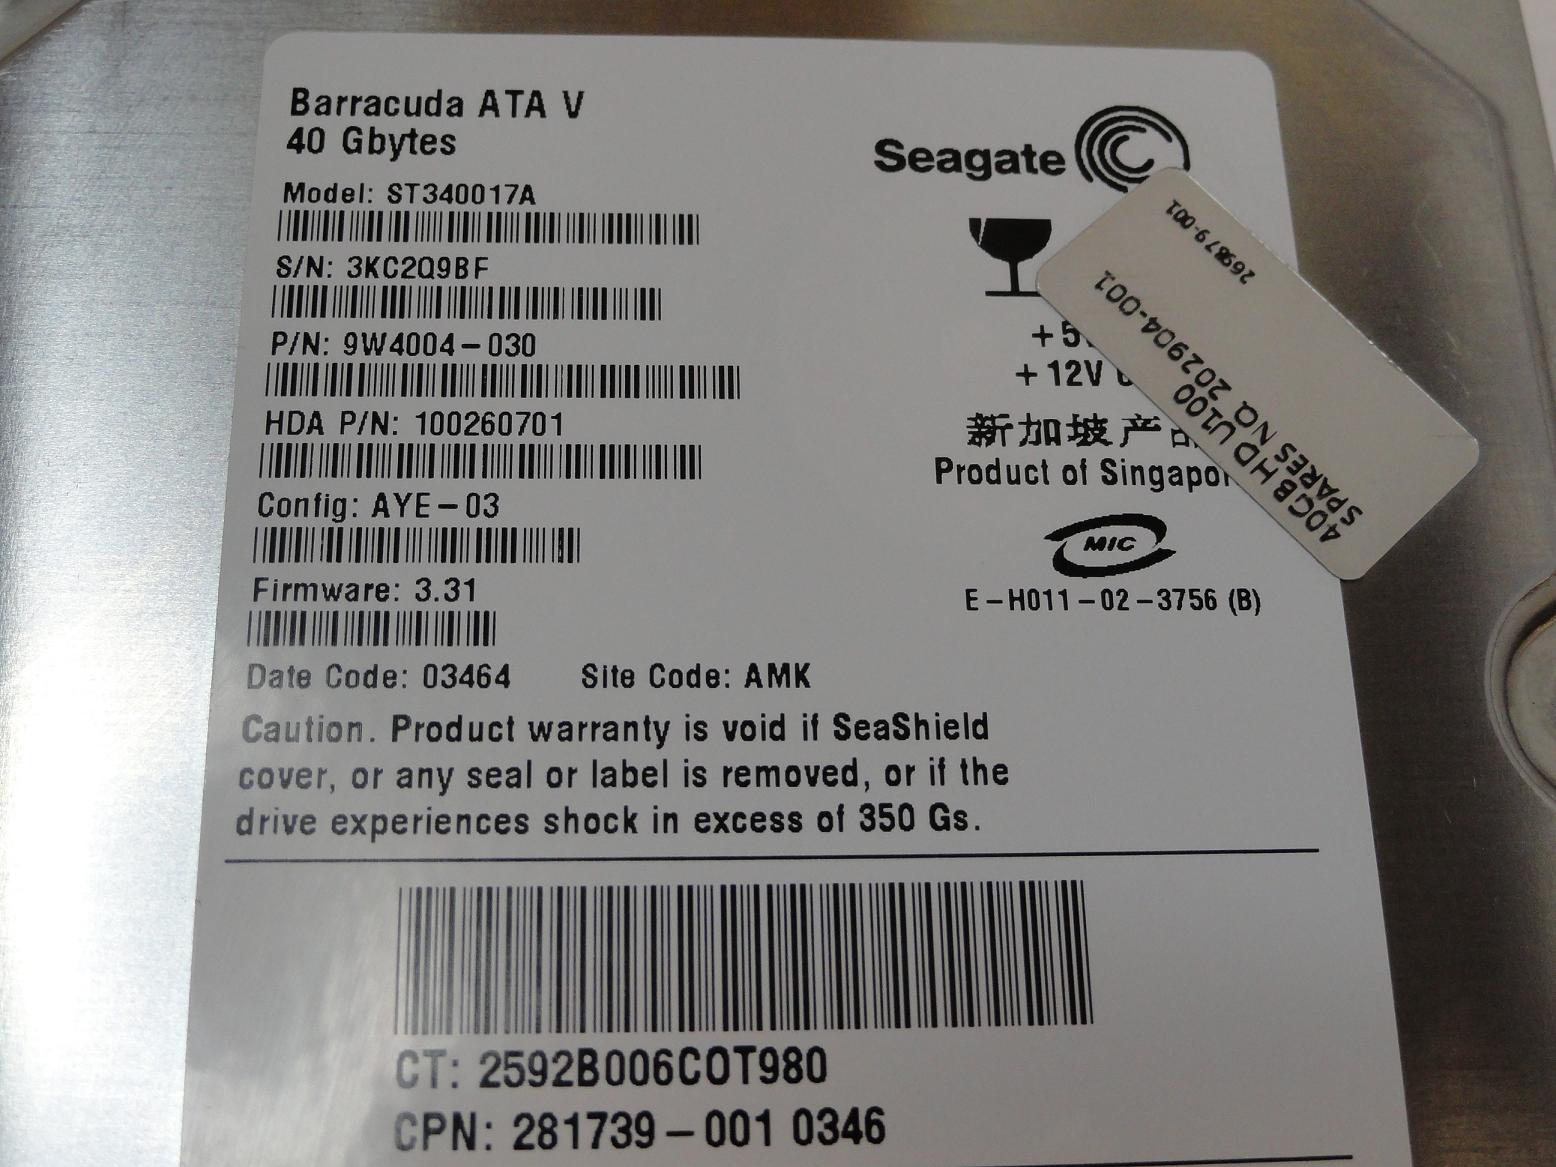 Barracuda ATA V
40 Gbytes
Seagate
Model: ST340017A
S/N: 3KC2Q9BF
P/N: 9W4004-030
HDA P/N: 100260701
Config: AYE-03
Firmware: 3.31
Date Code: 03464 Site Code: AMK
+5
+12V
新加坡产
Product of Singapor
MIC
E-H011-02-3756 (B)
269879-001
40GB HD U100
SPARES NO. 202904-001
Caution. Product warranty is void if SeaShield
cover, or any seal or label is removed, or if the
drive experiences shock in excess of 350 Gs.
CT: 2592B006COT980
CPN: 281739-001 0346